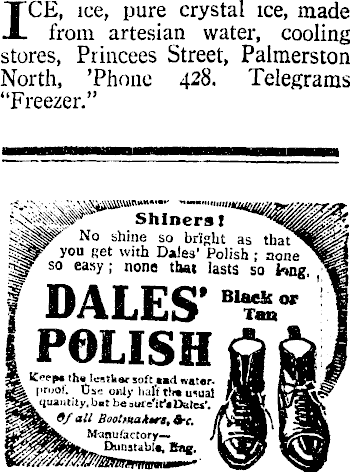 ICE, ice, pure crystal ice, made
from artesian water, cooling
stores, Princees Street, Palmerston
North, 'Phone 428. Telegrams
“Freezer.”
Shiners!
No shine so bright as that
you get with Dales' Polish; none
so easy; none that lasts so long.
DALES'
Black or
Tan
POLISH
Keeps the leather soft and water-
proof. Use only half the usual
quantity, but be sure it's Dales'.
Of all Bootmakers, &c.
Manufactory—
Dunstable, Eng.